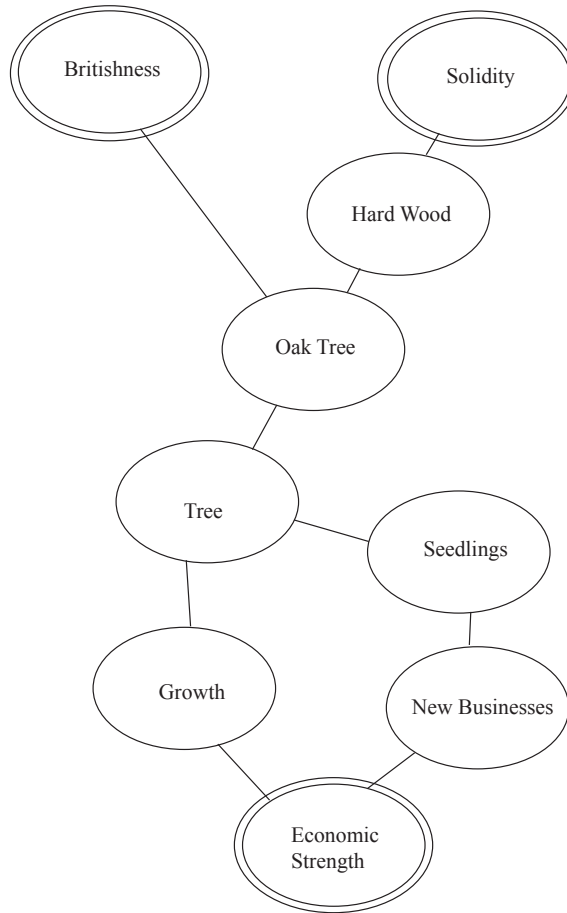 Britishness
Solidity
Hard Wood
Oak Tree
Tree
Seedlings
Growth
New Businesses
Economic
Strength